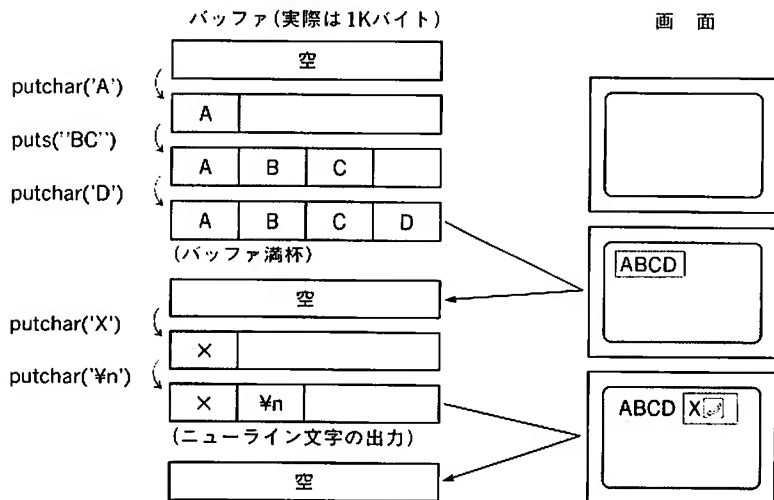 バッファ(実際は1Kバイト)
画 面
空
putchar('A')
A
puts("BC")
A B C
putchar('D')
A B C D
(バッファ満杯)
ABCD
空
putchar('X')
×
putchar('¥n')
× ¥n
ABCD X
(ニューライン文字の出力)
空